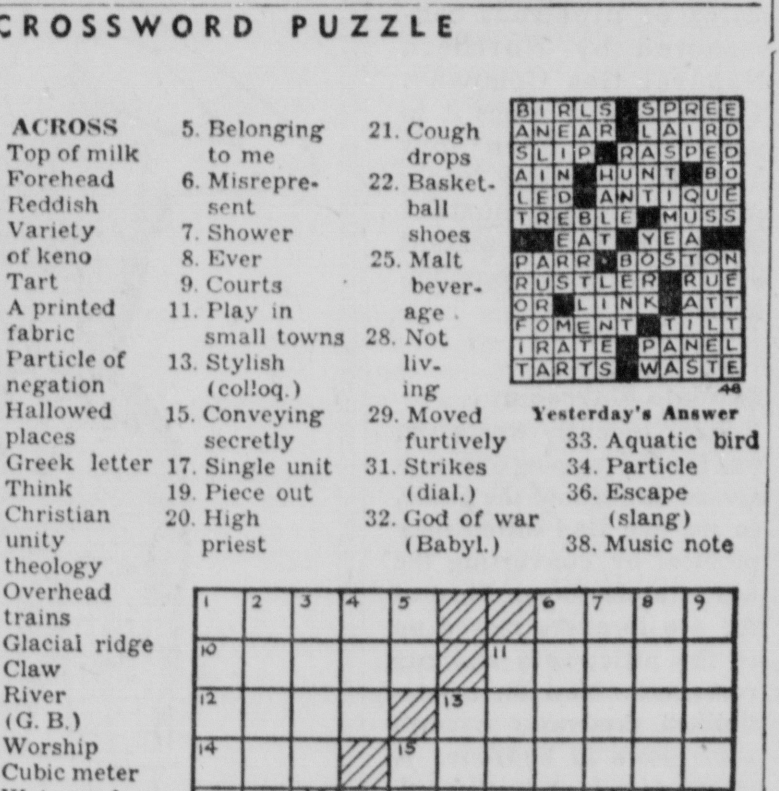 CROSSWORD PUZZLE
ACROSS
Top of milk
Forehead
Reddish
Variety
of keno
Tart
A printed
fabric
Particle of
negation
Hallowed
places
Greek letter
Think
Christian
unity
theology
Overhead
trains
Glacial ridge
Claw
River
(G. B.)
Worship
Cubic meter
5. Belonging
to me
6. Misrepre-
sent
7. Shower
8. Ever
9. Courts
11. Play in
small towns
13. Stylish
(colloq.)
15. Conveying
secretly
17. Single unit
19. Piece out
20. High
priest
21. Cough
drops
22. Basket-
ball
shoes
25. Malt
bever-
age
28. Not
liv-
ing
29. Moved
furtively
31. Strikes
(dial.)
32. God of war
(Babyl.)
BIRLS SPREE
ANEAR LAIRD
SLIP RASPED
AIN HUNT BO
LED ANTIQUE
TREBLE MUSS
EAT YEA
PARR BOSTON
RUSTLER RUE
OR LINK ATT
FOMENT TILT
IRATE PANEL
TARTS WASTE
46
Yesterday's Answer
33. Aquatic bird
34. Particle
36. Escape
(slang)
38. Music note
1 2 3 4 5 6 7 8 9
10 11
12 13
14 15